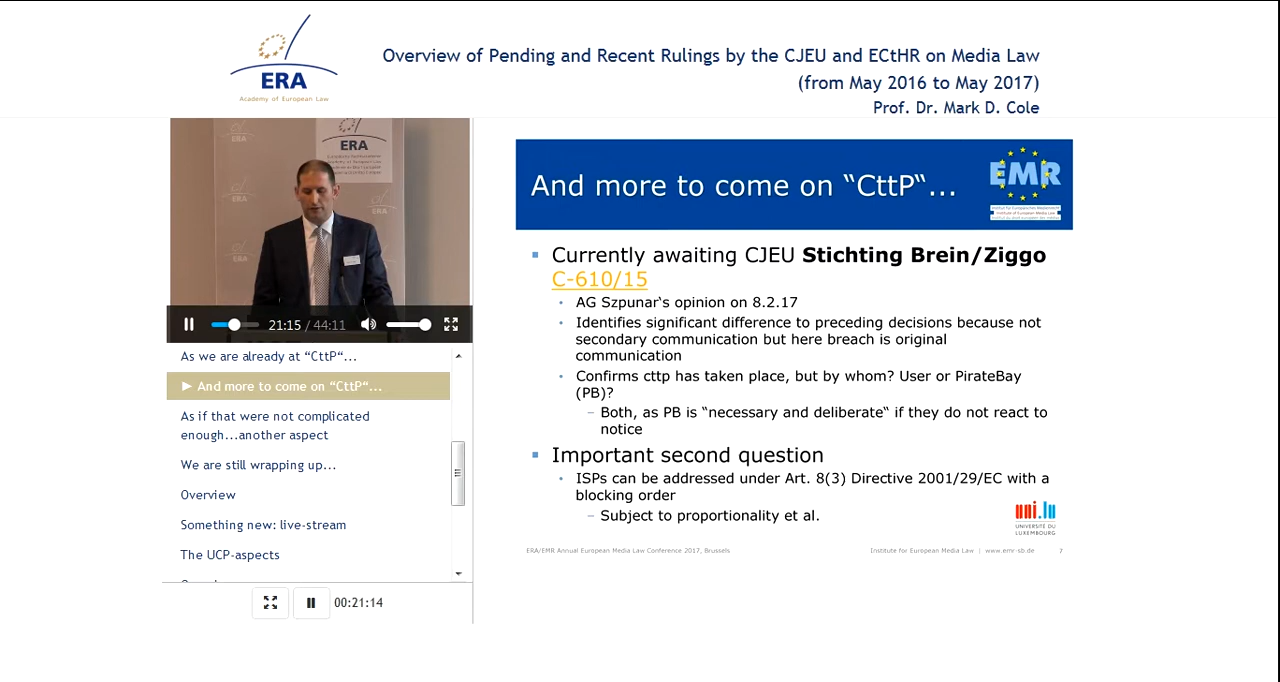 ERA
Academy of European Law
Overview of Pending and Recent Rulings by the CJEU and ECtHR on Media Law
(from May 2016 to May 2017)
Prof. Dr. Mark D. Cole
ERA
ERA
ERA
ERA
ERA
21:15 / 44:11
As we are already at “CttP“...
► And more to come on “CttP“...
As if that were not complicated
enough...another aspect
We are still wrapping up...
Overview
Something new: live-stream
The UCP-aspects
00:21:14
And more to come on “CttP“...
EMR
Institute of European Media Law
Currently awaiting CJEU Stichting Brein/Ziggo
C-610/15
AG Szpunar‘s opinion on 8.2.17
Identifies significant difference to preceding decisions because not
secondary communication but here breach is original
communication
Confirms cttp has taken place, but by whom? User or PirateBay
(PB)?
– Both, as PB is “necessary and deliberate“ if they do not react to
notice
Important second question
ISPs can be addressed under Art. 8(3) Directive 2001/29/EC with a
blocking order
– Subject to proportionality et al.
uni.lu
UNIVERSITÉ DU
LUXEMBOURG
ERA/EMR Annual European Media Law Conference 2017, Brussels
Institute for European Media Law | www.emr-sb.de
7